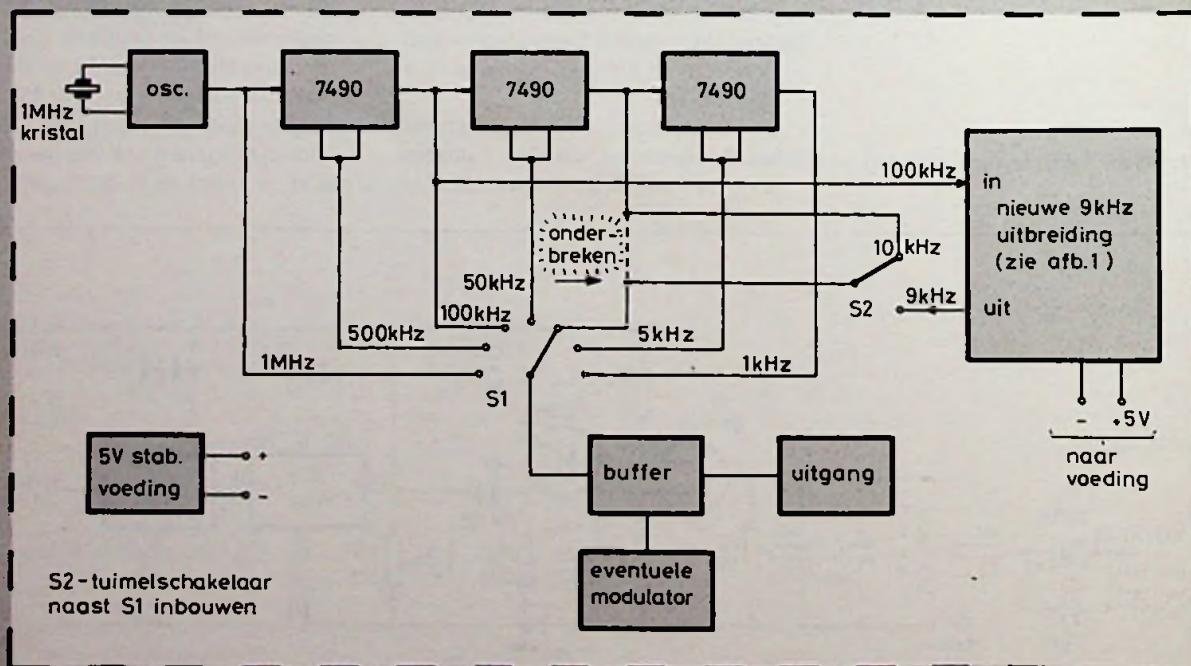 osc.
7490
7490
7490
1MHz
kristal
100kHz
in
nieuwe 9kHz
uitbreiding
(zie afb.1)
uit
onder-
breken
10kHz
50kHz
S2
9kHz
100kHz
500kHz
5kHz
1MHz
1kHz
S1
- +5V
naar
voeding
5V stab.
voeding
+
-
buffer
uitgang
eventuele
modulator
S2-tuimelschakelaar
naast S1 inbouwen